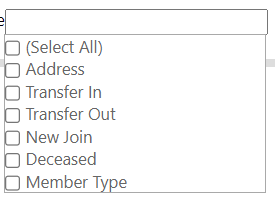 e
(Select All)
Address
Transfer In
Transfer Out
New Join
Deceased
Member Type